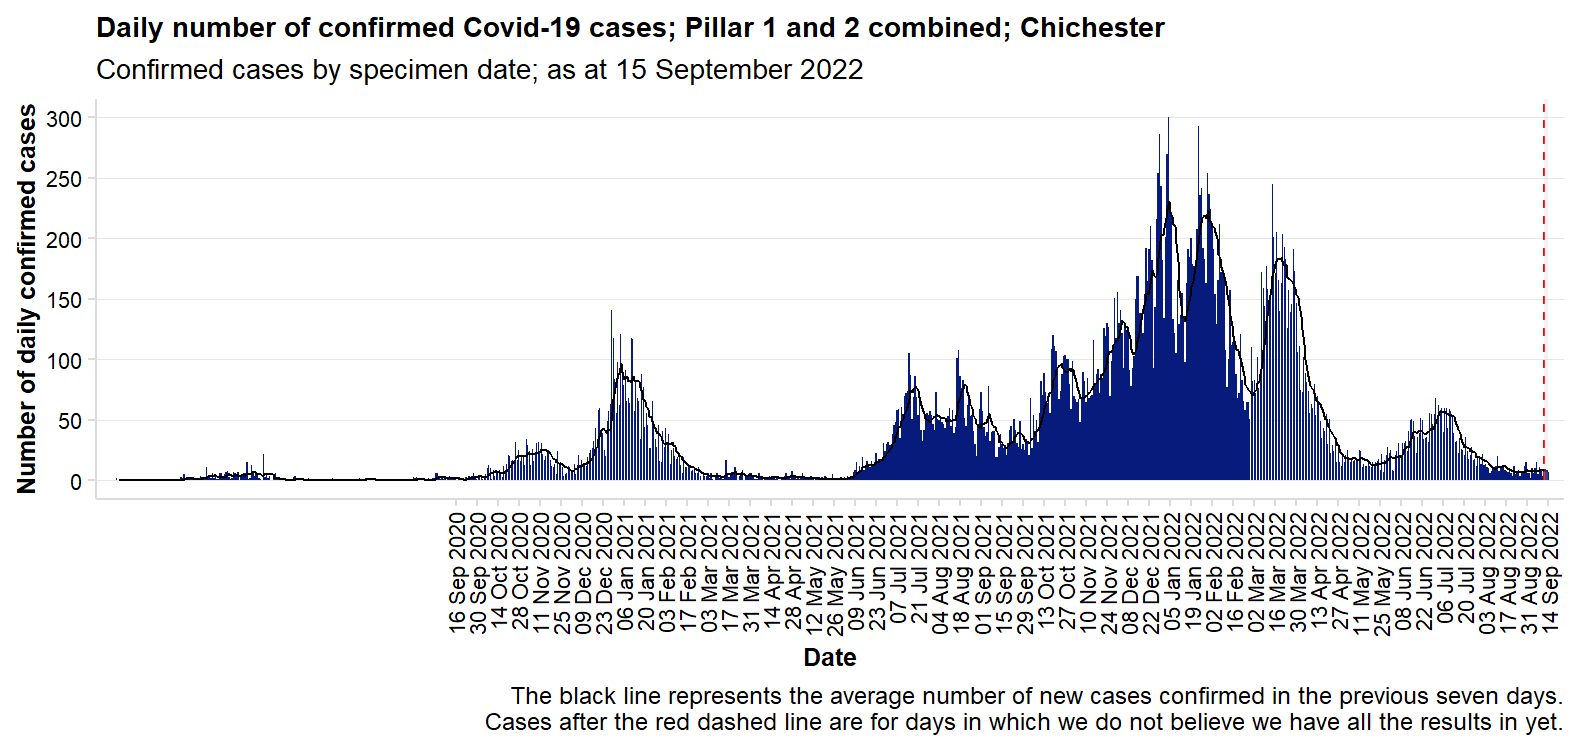 Daily number of confirmed Covid-19 cases; Pillar 1 and 2 combined; Chichester
Confirmed cases by specimen date; as at 15 September 2022
Number of daily confirmed cases
300
250
200
150
100
50
0
16 Sep 2020
30 Sep 2020
14 Oct 2020
28 Oct 2020
11 Nov 2020
25 Nov 2020
09 Dec 2020
23 Dec 2020
06 Jan 2021
20 Jan 2021
03 Feb 2021
17 Feb 2021
03 Mar 2021
17 Mar 2021
31 Mar 2021
14 Apr 2021
28 Apr 2021
12 May 2021
26 May 2021
09 Jun 2021
23 Jun 2021
07 Jul 2021
21 Jul 2021
04 Aug 2021
18 Aug 2021
01 Sep 2021
15 Sep 2021
29 Sep 2021
13 Oct 2021
27 Oct 2021
10 Nov 2021
24 Nov 2021
08 Dec 2021
22 Dec 2021
05 Jan 2022
19 Jan 2022
02 Feb 2022
16 Feb 2022
02 Mar 2022
16 Mar 2022
30 Mar 2022
13 Apr 2022
27 Apr 2022
11 May 2022
25 May 2022
08 Jun 2022
22 Jun 2022
06 Jul 2022
20 Jul 2022
03 Aug 2022
17 Aug 2022
31 Aug 2022
14 Sep 2022
Date
The black line represents the average number of new cases confirmed in the previous seven days.
Cases after the red dashed line are for days in which we do not believe we have all the results in yet.